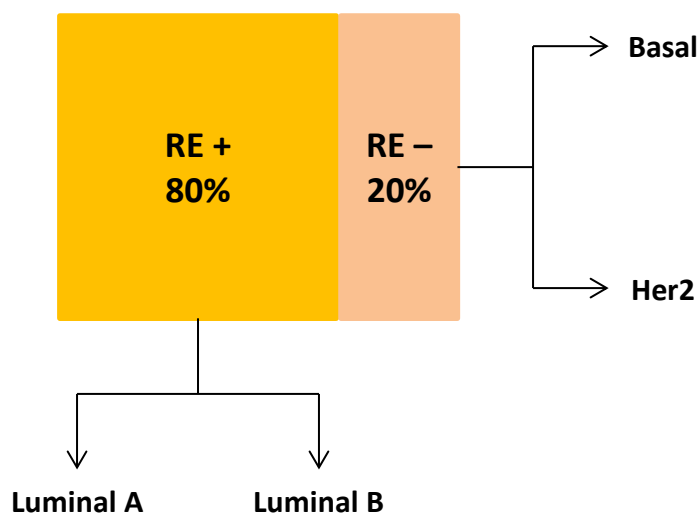 Basal
RE +
80%
RE –
20%
Her2
Luminal A
Luminal B